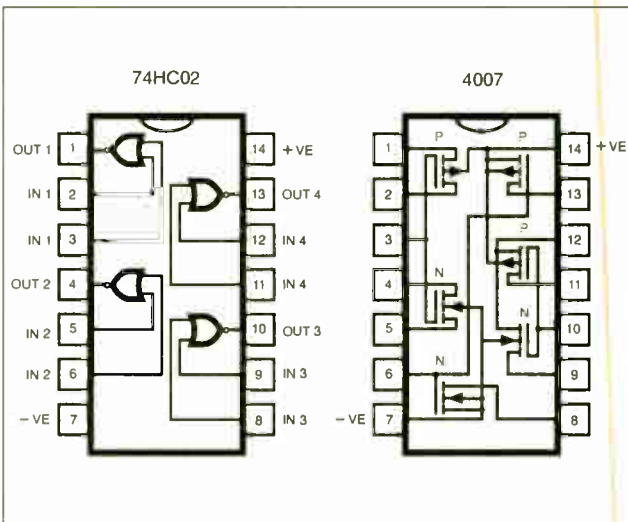 74HC02
4007
OUT 1 1 14 +VE
IN 1 2 13 OUT 4
IN 1 3 12 IN 4
OUT 2 4 11 IN 4
IN 2 5 10 OUT 3
IN 2 6 9 IN 3
−VE 7 8 IN 3
1 P P 14 +VE
2 13
3 P 12
4 N 11
5 N 10
6 N 9
−VE 7 8